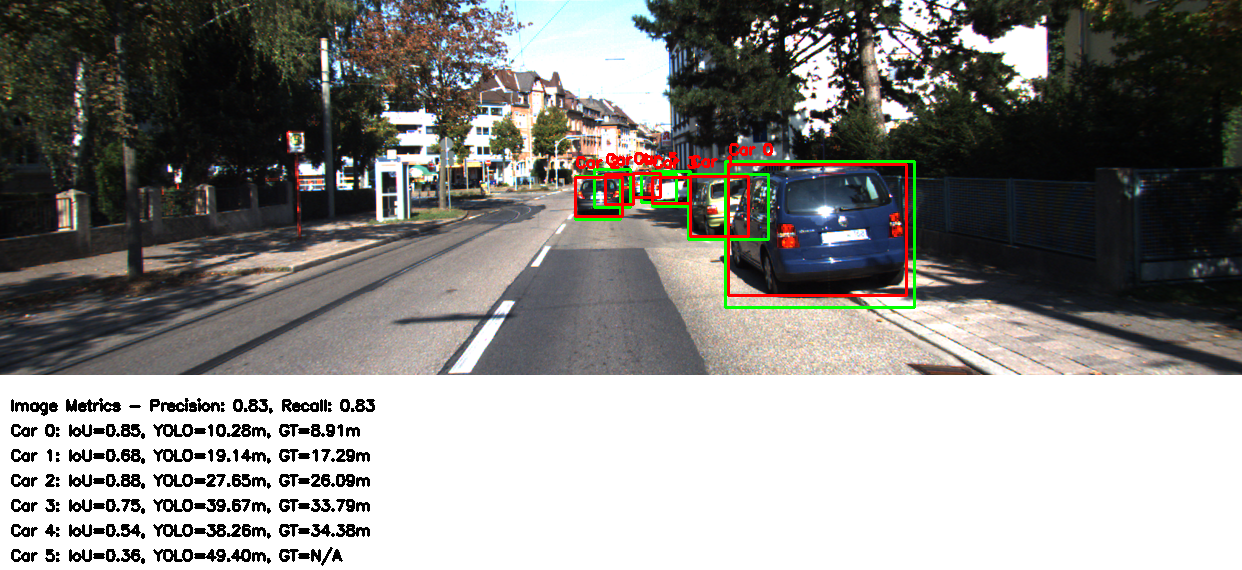 Car 0
Image Metrics - Precision: 0.83, Recall: 0.83
Car 0: IoU=0.85, YOLO=10.28m, GT=8.91m
Car 1: IoU=0.68, YOLO=19.14m, GT=17.29m
Car 2: IoU=0.88, YOLO=27.65m, GT=26.09m
Car 3: IoU=0.75, YOLO=39.67m, GT=33.79m
Car 4: IoU=0.54, YOLO=38.26m, GT=34.38m
Car 5: IoU=0.36, YOLO=49.40m, GT=N/A